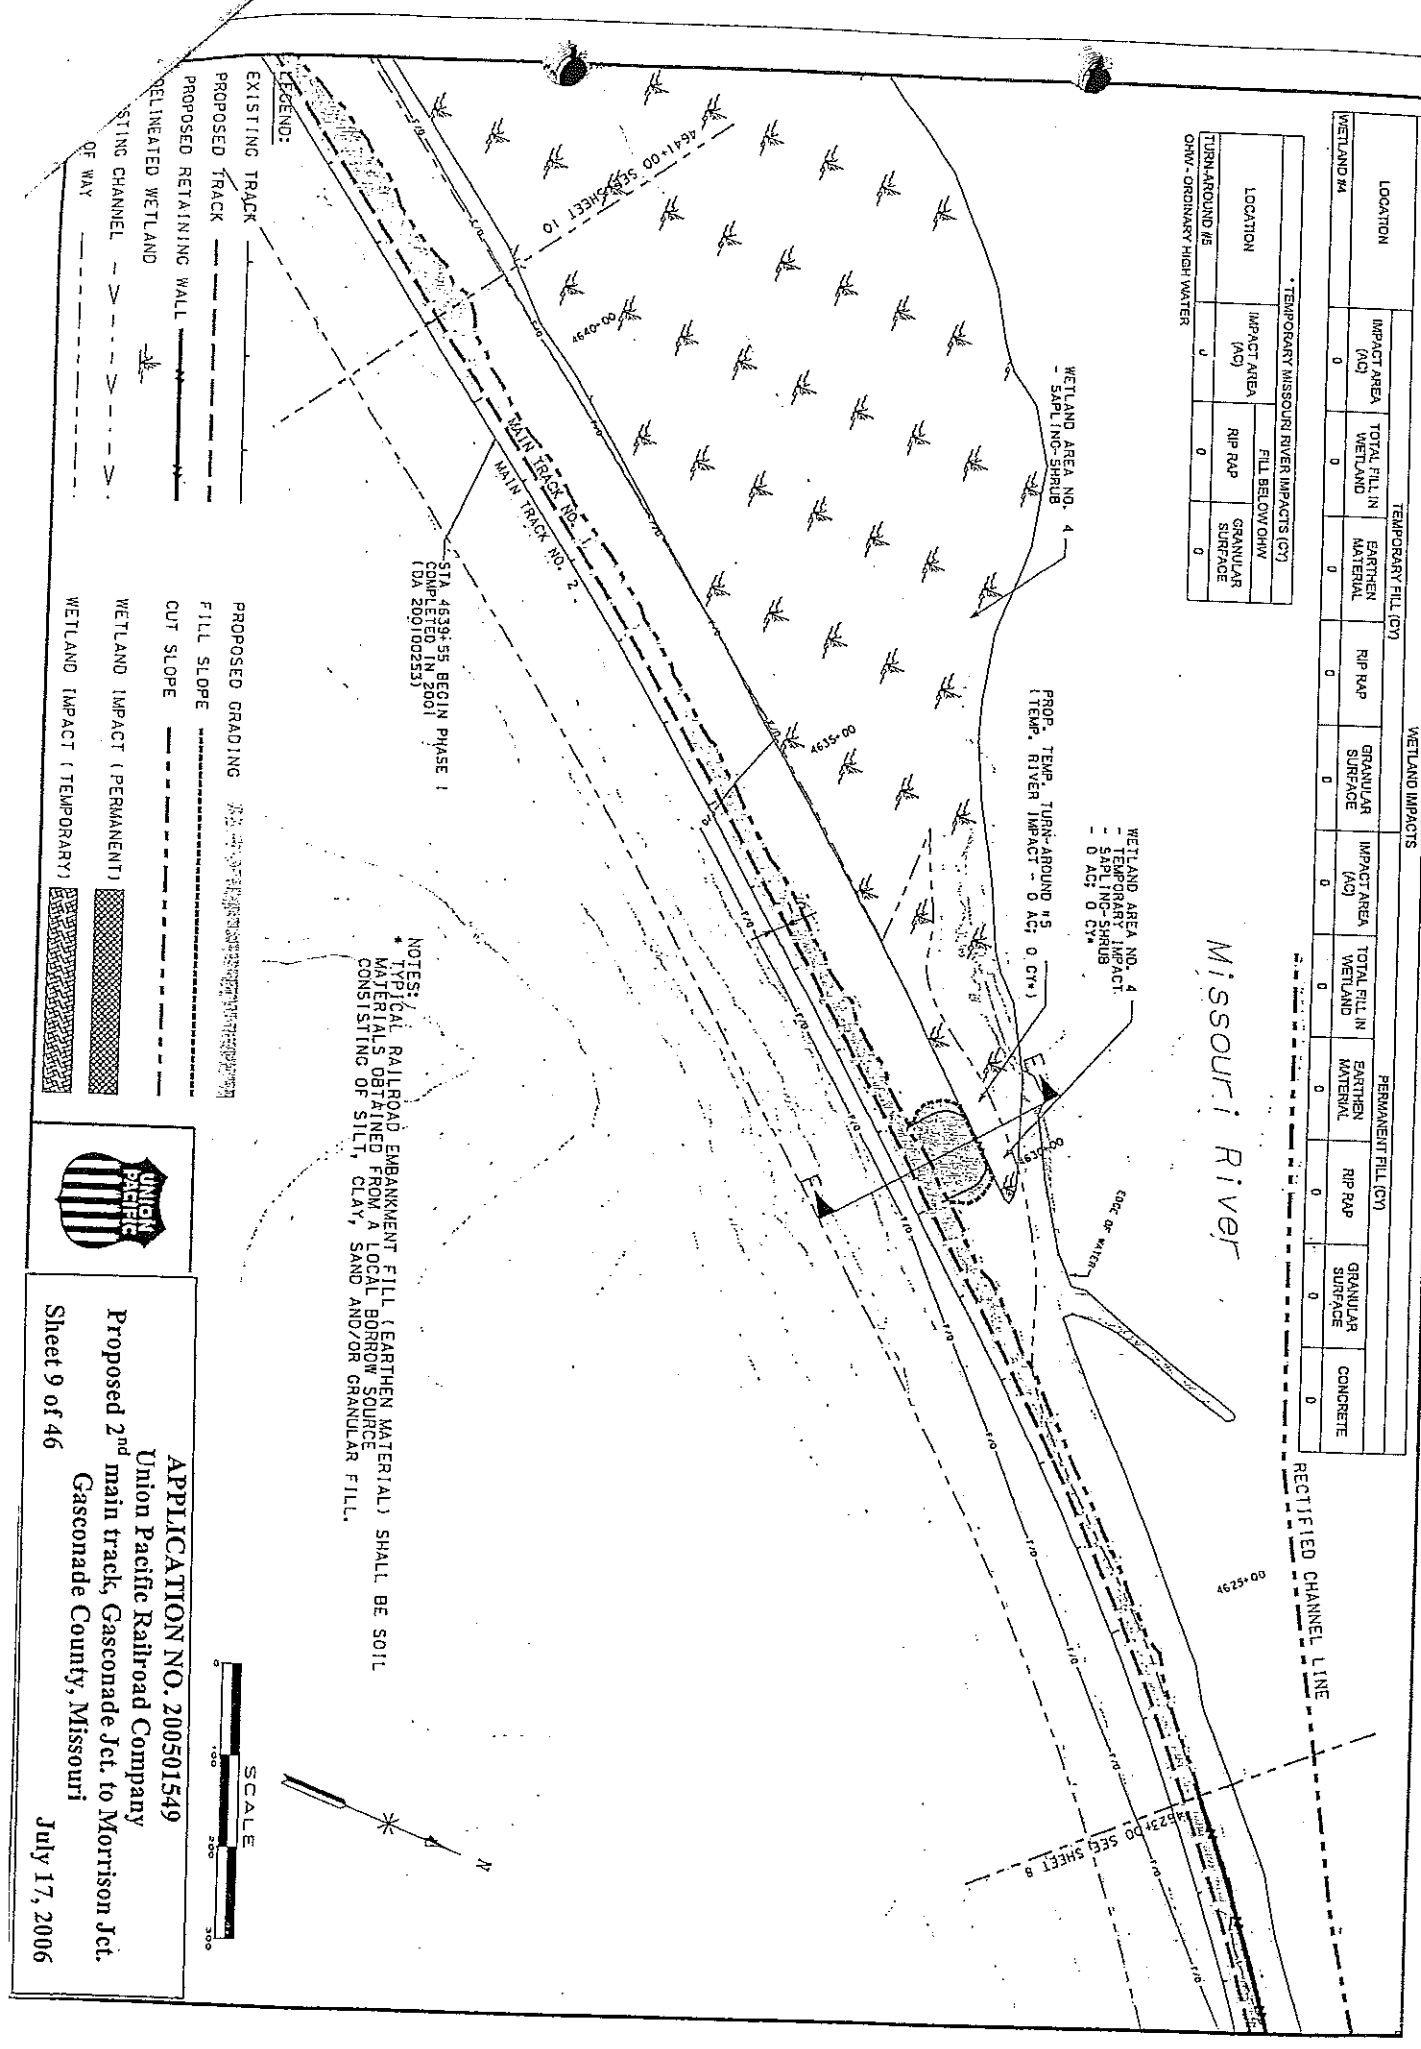 WETLAND IMPACTS
LOCATION
TEMPORARY FILL (CY)
PERMANENT FILL (CY)
IMPACT AREA (AC)
TOTAL FILL IN WETLAND
EARTHEN MATERIAL
RIP RAP
GRANULAR SURFACE
IMPACT AREA (AC)
TOTAL FILL IN WETLAND
EARTHEN MATERIAL
RIP RAP
GRANULAR SURFACE
CONCRETE
WETLAND #4 0 0 0 0 0 0 0 0 0 0 0
* TEMPORARY MISSOURI RIVER IMPACTS (CY)
LOCATION
IMPACT AREA (AC)
FILL BELOW OHW
RIP RAP
GRANULAR SURFACE
TURN-AROUND #5 0 0 0
OHW - ORDINARY HIGH WATER
RECTIFIED CHANNEL LINE
Missouri River
4625+00
WETLAND AREA NO. 4
- TEMPORARY IMPACT
- SAPLING-SHRUB
- 0 AC; 0 CY*
PROP. TEMP. TURN-AROUND #5
(TEMP. RIVER IMPACT - 0 AC; 0 CY*)
WETLAND AREA NO. 4
- SAPLING-SHRUB
EDGE OF WATER
4630+00
4635+00
4640+00
4641+00 SEE SHEET 10
4623+00 SEE SHEET 8
F/O
E
E
MAIN TRACK NO. 1
MAIN TRACK NO. 2
STA 4639+55 BEGIN PHASE 1
COMPLETED IN 2001
(DA 200100253)
NOTES:
* TYPICAL RAILROAD EMBANKMENT FILL (EARTHEN MATERIAL) SHALL BE SOIL
MATERIALS OBTAINED FROM A LOCAL BORROW SOURCE
CONSISTING OF SILT, CLAY, SAND AND/OR GRANULAR FILL.
LEGEND:
EXISTING TRACK
PROPOSED TRACK
PROPOSED RETAINING WALL
DELINEATED WETLAND
STING CHANNEL
OF WAY
PROPOSED GRADING
FILL SLOPE
CUT SLOPE
WETLAND IMPACT (PERMANENT)
WETLAND IMPACT (TEMPORARY)
N
SCALE
0 100 200 300
UNION
PACIFIC
APPLICATION NO. 200501549
Union Pacific Railroad Company
Proposed 2nd main track, Gasconade Jct. to Morrison Jct.
Gasconade County, Missouri
Sheet 9 of 46
July 17, 2006